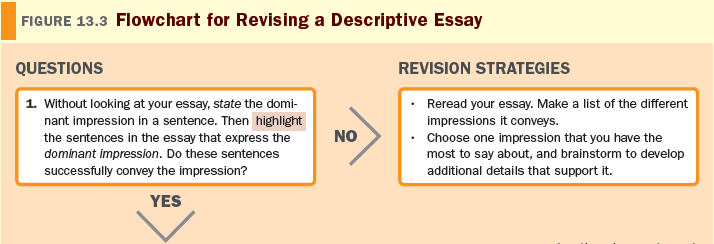 FIGURE 13.3 Flowchart for Revising a Descriptive Essay
QUESTIONS
1. Without looking at your essay, state the domi-
nant impression in a sentence. Then highlight
the sentences in the essay that express the
dominant impression. Do these sentences
successfully convey the impression?
NO
YES
REVISION STRATEGIES
• Reread your essay. Make a list of the different
impressions it conveys.
• Choose one impression that you have the
most to say about, and brainstorm to develop
additional details that support it.